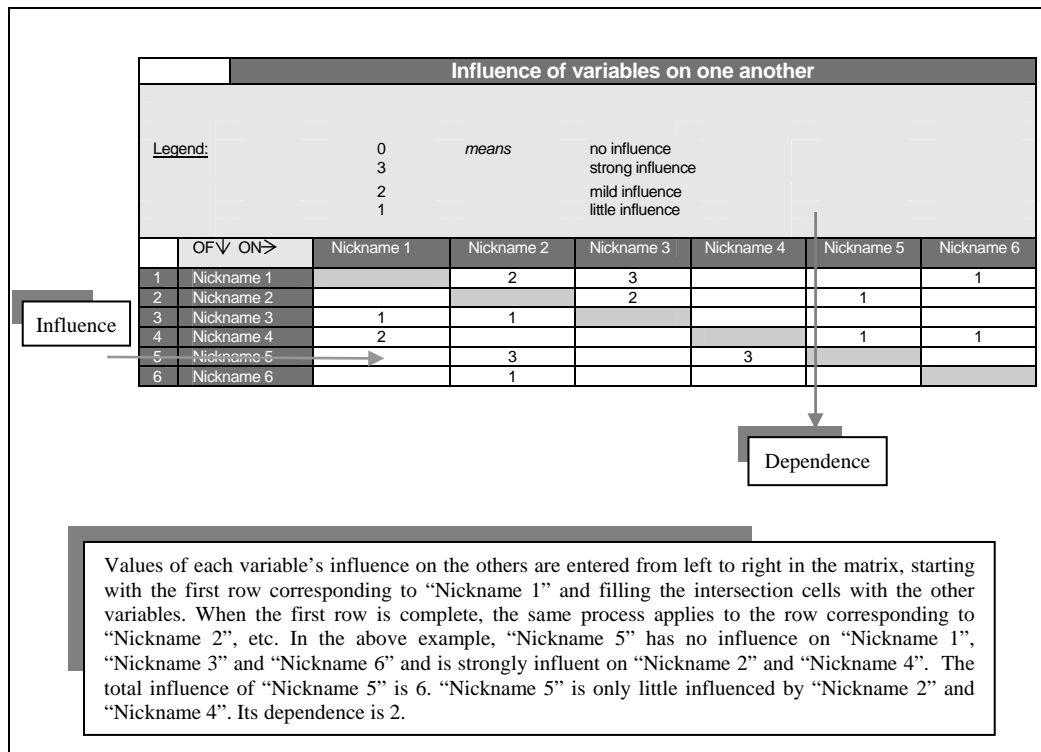 Influence of variables on one another
Legend: 0 means no influence
3 strong influence
2 mild influence
1 little influence
OF↓ ON→ Nickname 1 Nickname 2 Nickname 3 Nickname 4 Nickname 5 Nickname 6
1 Nickname 1 2 3 1
2 Nickname 2 2 1
3 Nickname 3 1 1
4 Nickname 4 2 1 1
5 Nickname 5 3 3
6 Nickname 6 1
Influence
Dependence
Values of each variable’s influence on the others are entered from left to right in the matrix, starting
with the first row corresponding to “Nickname 1” and filling the intersection cells with the other
variables. When the first row is complete, the same process applies to the row corresponding to
“Nickname 2”, etc. In the above example, “Nickname 5” has no influence on “Nickname 1”,
“Nickname 3” and “Nickname 6” and is strongly influent on “Nickname 2” and “Nickname 4”. The
total influence of “Nickname 5” is 6. “Nickname 5” is only little influenced by “Nickname 2” and
“Nickname 4”. Its dependence is 2.